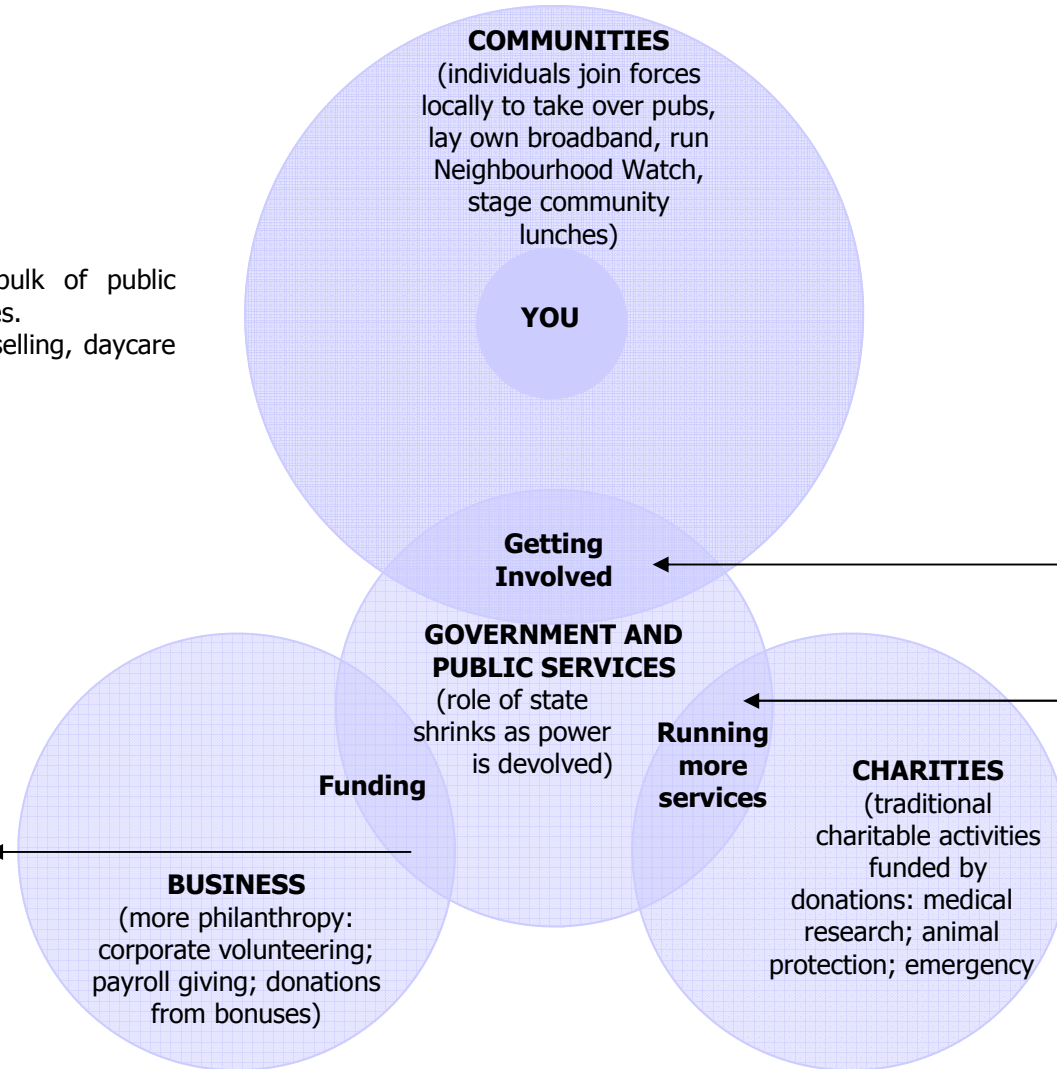 COMMUNITIES
(individuals join forces
locally to take over pubs,
lay own broadband, run
Neighbourhood Watch,
stage community
lunches)
bulk of public
es.
selling, daycare
YOU
Getting
Involved
GOVERNMENT AND
PUBLIC SERVICES
(role of state
shrinks as power
is devolved)
Running
more
services
Funding
CHARITIES
(traditional
charitable activities
funded by
donations: medical
research; animal
protection; emergency
BUSINESS
(more philanthropy:
corporate volunteering;
payroll giving; donations
from bonuses)